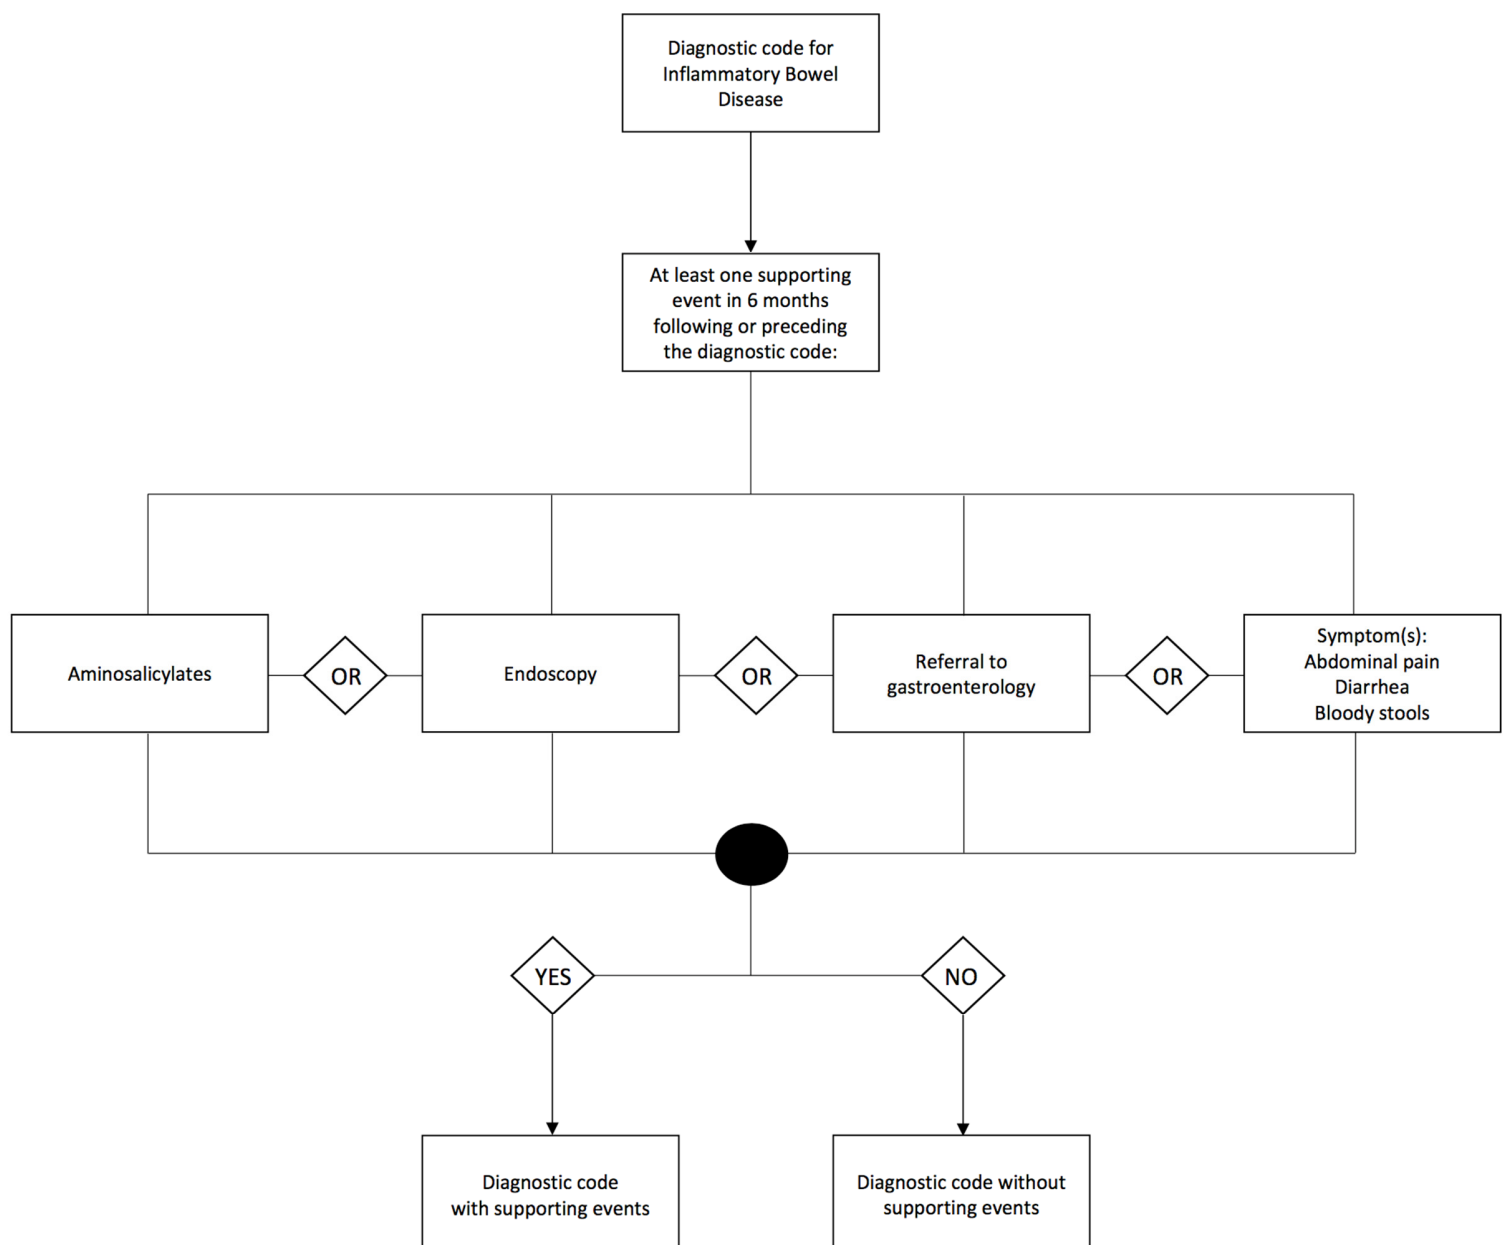 Diagnostic code for
Inflammatory Bowel
Disease
At least one supporting
event in 6 months
following or preceding
the diagnostic code:
Aminosalicylates
OR
Endoscopy
OR
Referral to
gastroenterology
OR
Symptom(s):
Abdominal pain
Diarrhea
Bloody stools
YES
NO
Diagnostic code
with supporting events
Diagnostic code without
supporting events